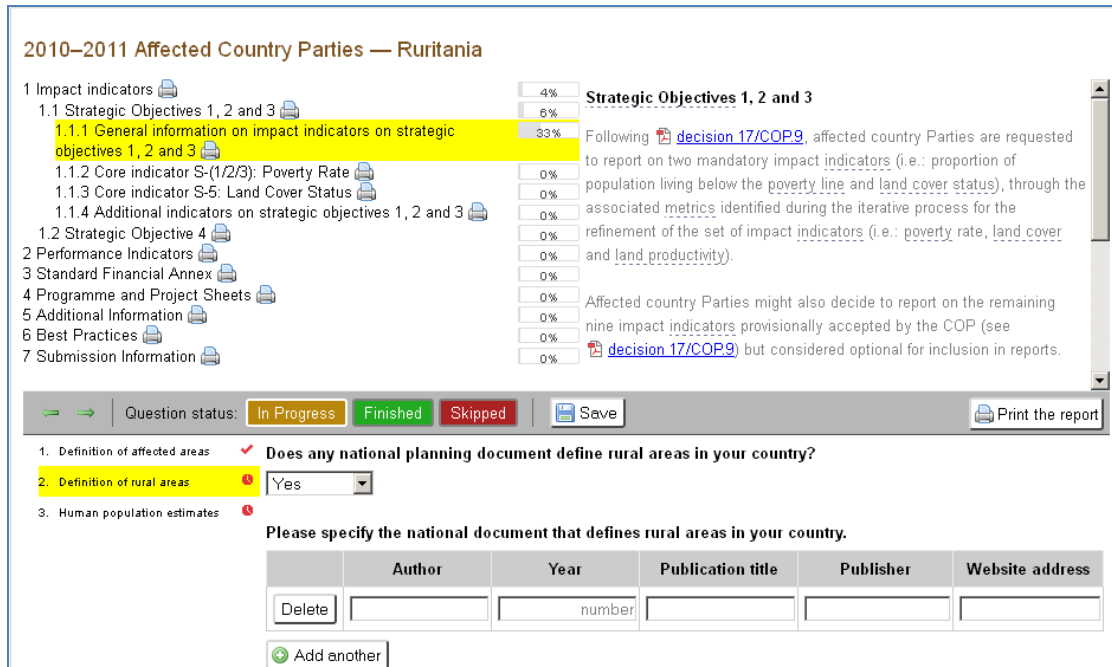 2010–2011 Affected Country Parties — Ruritania
1 Impact indicators 4%
1.1 Strategic Objectives 1, 2 and 3 6%
1.1.1 General information on impact indicators on strategic 33%
objectives 1, 2 and 3
1.1.2 Core indicator S-(1/2/3): Poverty Rate 0%
1.1.3 Core indicator S-5: Land Cover Status 0%
1.1.4 Additional indicators on strategic objectives 1, 2 and 3 0%
1.2 Strategic Objective 4 0%
2 Performance Indicators 0%
3 Standard Financial Annex 0%
4 Programme and Project Sheets 0%
5 Additional Information 0%
6 Best Practices 0%
7 Submission Information 0%
Strategic Objectives 1, 2 and 3
Following decision 17/COP.9, affected country Parties are requested
to report on two mandatory impact indicators (i.e.: proportion of
population living below the poverty line and land cover status), through the
associated metrics identified during the iterative process for the
refinement of the set of impact indicators (i.e.: poverty rate, land cover
and land productivity).
Affected country Parties might also decide to report on the remaining
nine impact indicators provisionally accepted by the COP (see
decision 17/COP.9) but considered optional for inclusion in reports.
Question status: In Progress Finished Skipped Save Print the report
1. Definition of affected areas
2. Definition of rural areas
3. Human population estimates
Does any national planning document define rural areas in your country?
Yes
Please specify the national document that defines rural areas in your country.
Author Year Publication title Publisher Website address
Delete number
Add another